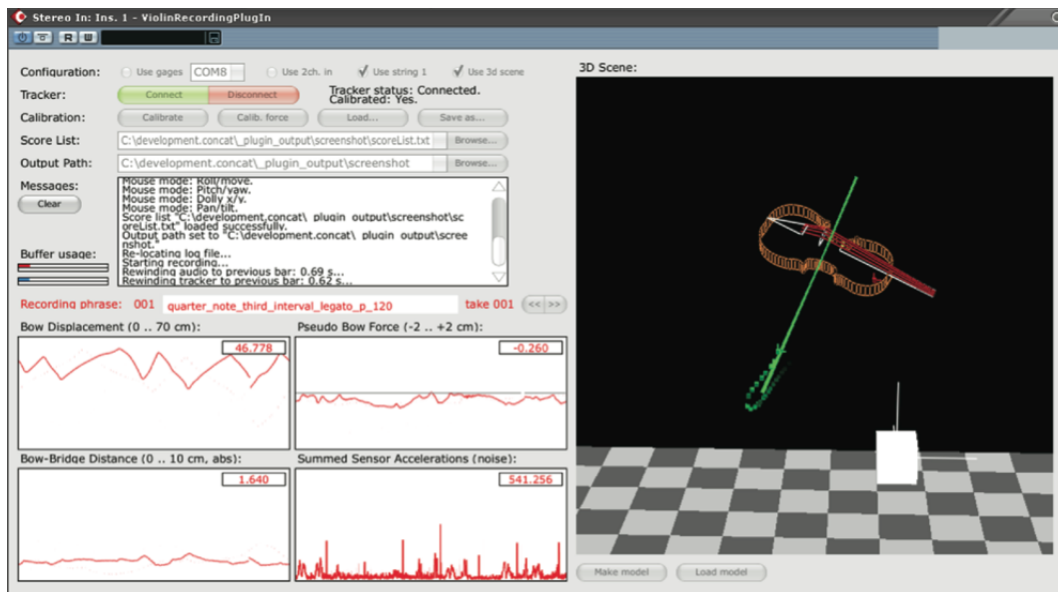 Stereo In: Ins. 1 - ViolinRecordingPlugIn
R W
Configuration: Use gages COM8 Use 2ch. in Use string 1 Use 3d scene
Tracker: Connect Disconnect Tracker status: Connected.
Calibrated: Yes.
Calibration: Calibrate Calib. force Load... Save as...
Score List: C:\development.concat\_plugin_output\screenshot\scoreList.txt Browse...
Output Path: C:\development.concat\_plugin_output\screenshot Browse...
Messages:
Clear
Mouse mode: Roll/move.
Mouse mode: Pitch/yaw.
Mouse mode: Dolly x/y.
Mouse mode: Pan/tilt.
Score list "C:\development.concat\_plugin_output\screenshot\sc
oreList.txt" loaded successfully.
Output path set to "C:\development.concat\_plugin_output\scree
nshot."
Re-locating log file...
Starting recording...
Rewinding audio to previous bar: 0.69 s...
Rewinding tracker to previous bar: 0.62 s...
Buffer usage:
Recording phrase: 001 quarter_note_third_interval_legato_p_120 take 001 << >>
Bow Displacement (0 .. 70 cm):
46.778
Pseudo Bow Force (-2 .. +2 cm):
-0.260
Bow-Bridge Distance (0 .. 10 cm, abs):
1.640
Summed Sensor Accelerations (noise):
541.256
3D Scene:
Make model Load model